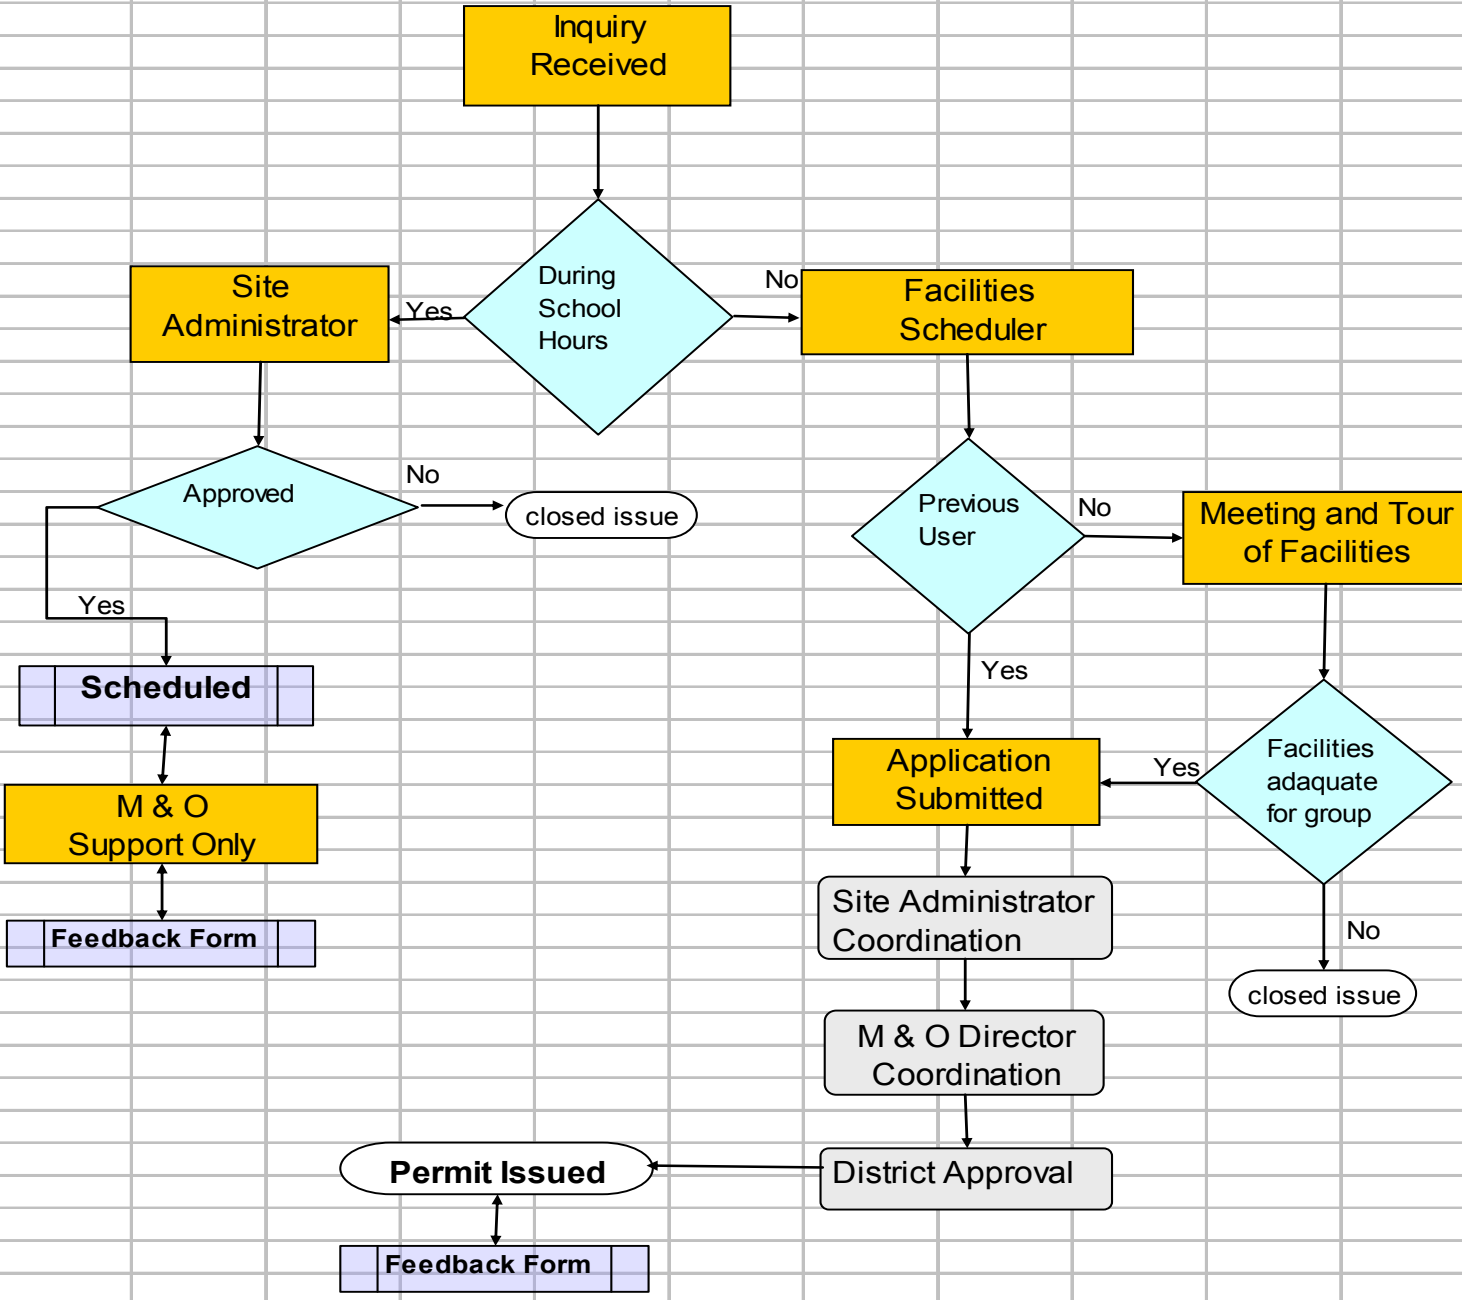 Inquiry
Received
During
School
Hours
Yes
No
Site
Administrator
Facilities
Scheduler
Approved
No
closed issue
Yes
Scheduled
M & O
Support Only
Feedback Form
Previous
User
No
Meeting and Tour
of Facilities
Yes
Facilities
adaquate
for group
Yes
No
closed issue
Application
Submitted
Site Administrator
Coordination
M & O Director
Coordination
District Approval
Permit Issued
Feedback Form